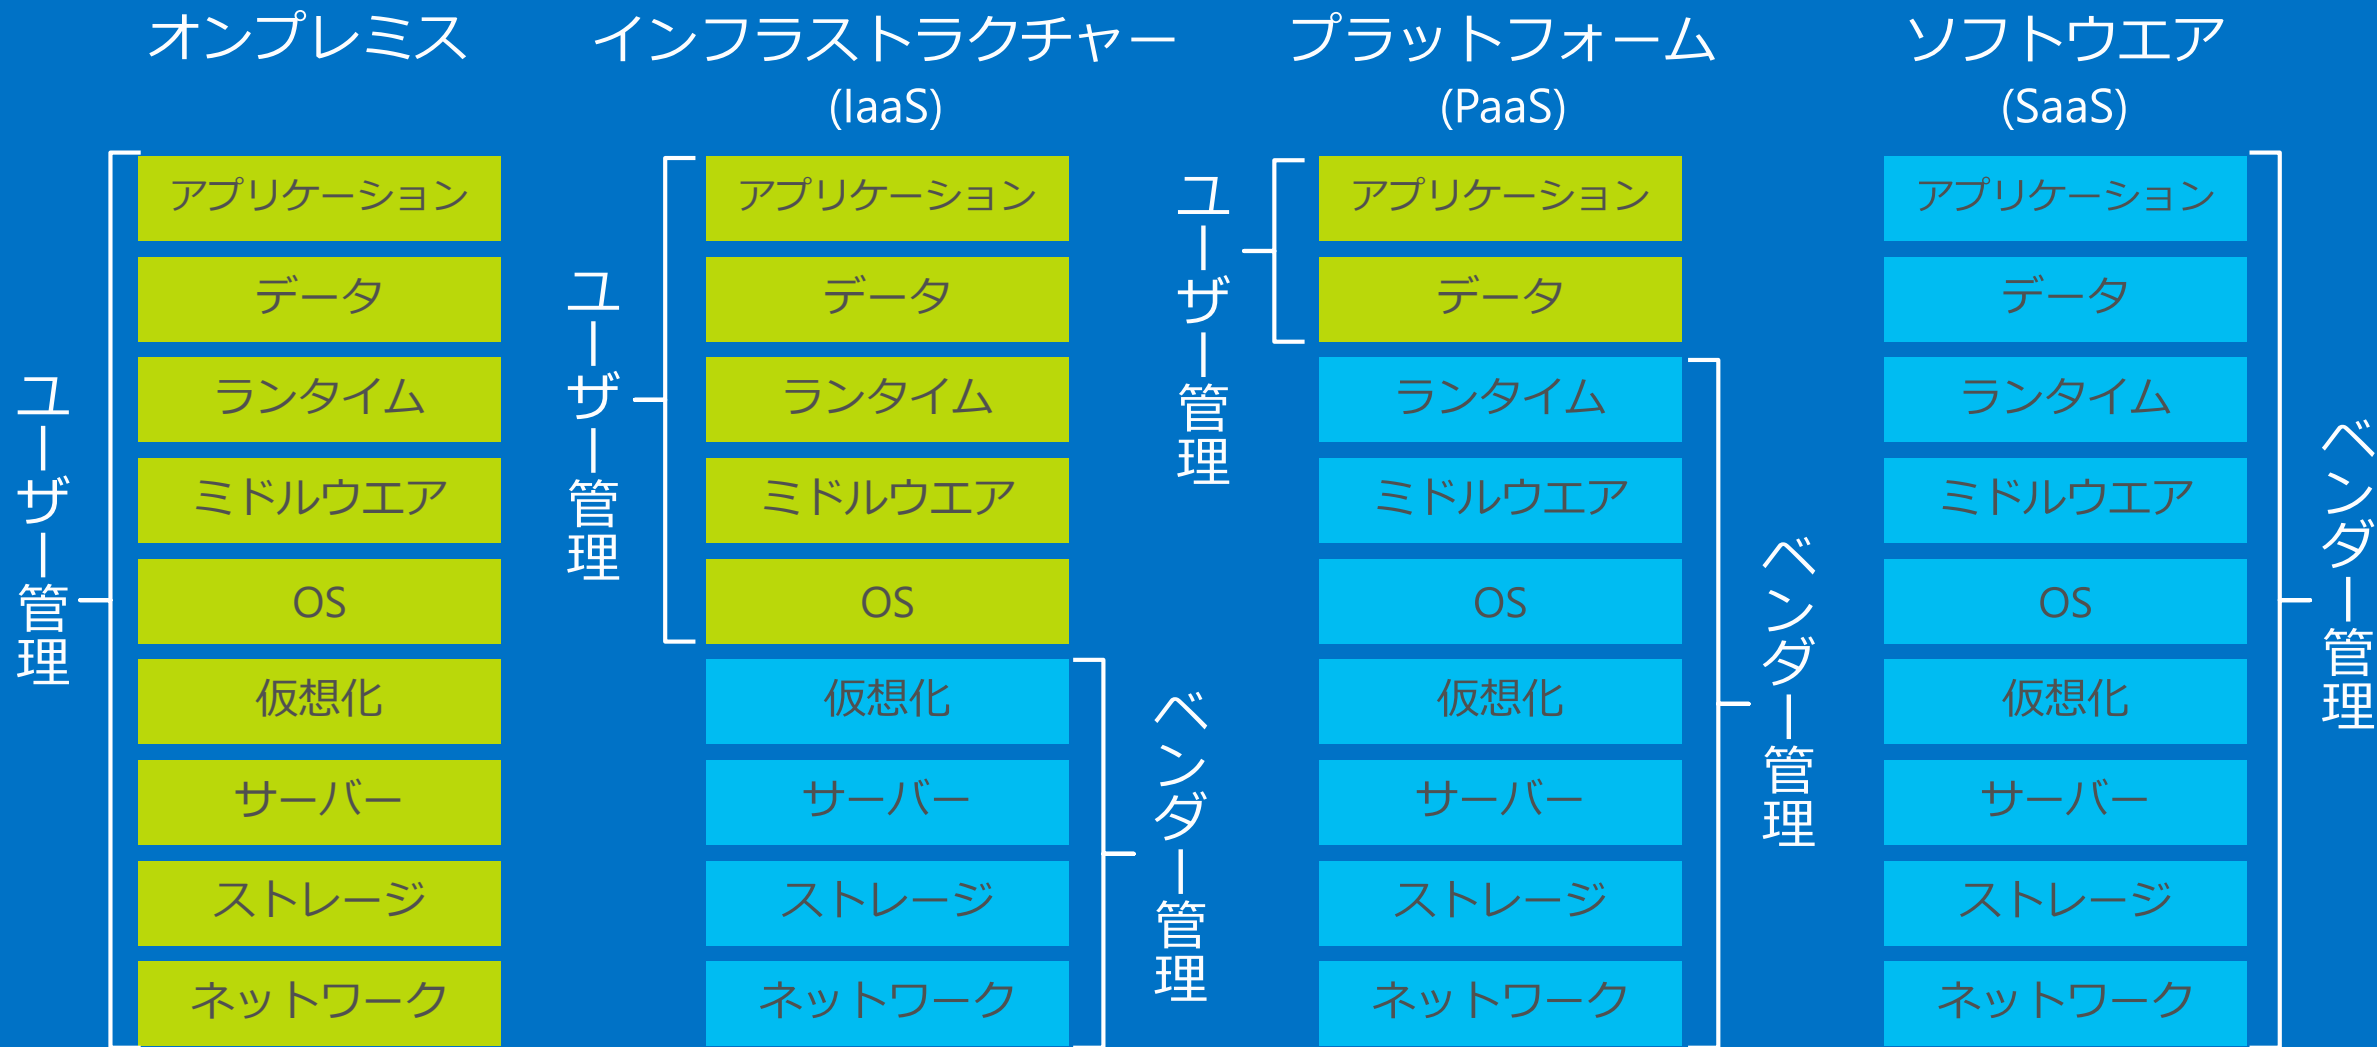 オンプレミス
インフラストラクチャー
(IaaS)
プラットフォーム
(PaaS)
ソフトウエア
(SaaS)
ユーザー管理
アプリケーション
データ
ランタイム
ミドルウエア
OS
仮想化
サーバー
ストレージ
ネットワーク
ユーザー管理
アプリケーション
データ
ランタイム
ミドルウエア
OS
仮想化
サーバー
ストレージ
ネットワーク
ベンダー管理
ユーザー管理
アプリケーション
データ
ランタイム
ミドルウエア
OS
仮想化
サーバー
ストレージ
ネットワーク
ベンダー管理
アプリケーション
データ
ランタイム
ミドルウエア
OS
仮想化
サーバー
ストレージ
ネットワーク
ベンダー管理